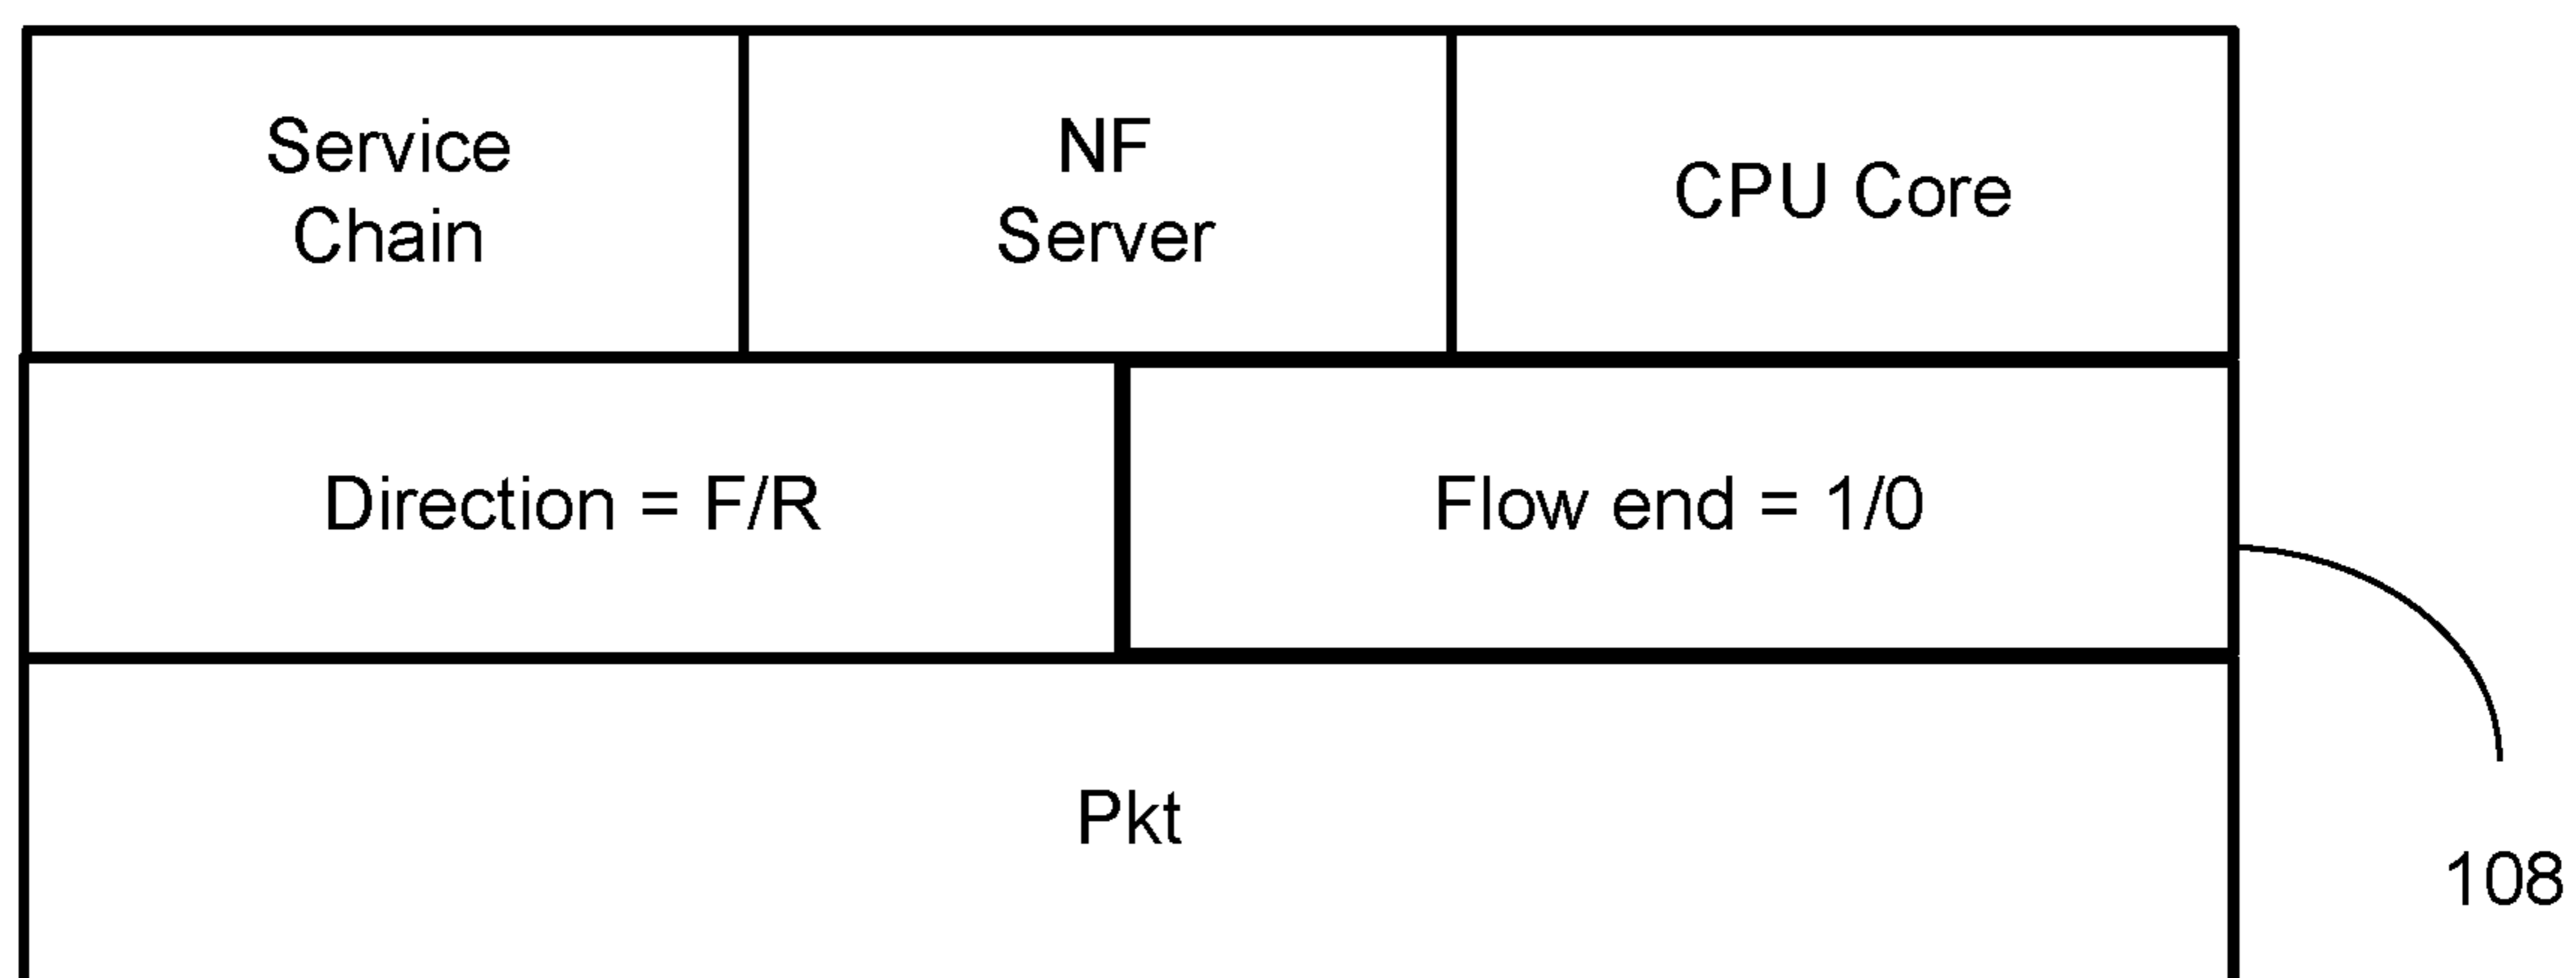 Service
Chain
NF
Server
CPU Core
Direction = F/R
Flow end = 1/0
Pkt
108